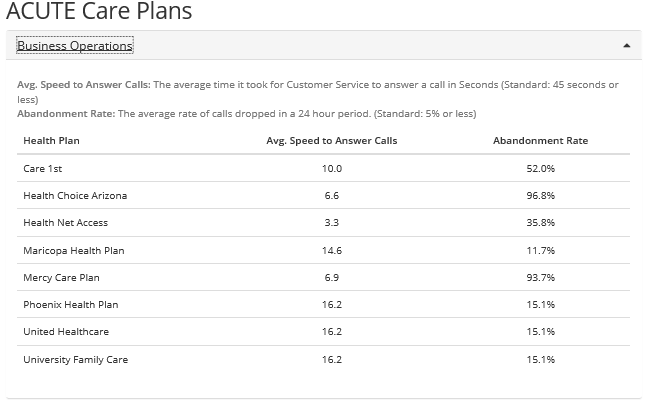 ACUTE Care Plans
Business Operations
Avg. Speed to Answer Calls: The average time it took for Customer Service to answer a call in Seconds (Standard: 45 seconds or
less)
Abandonment Rate: The average rate of calls dropped in a 24 hour period. (Standard: 5% or less)
Health Plan Avg. Speed to Answer Calls Abandonment Rate
Care 1st 10.0 52.0%
Health Choice Arizona 6.6 96.8%
Health Net Access 3.3 35.8%
Maricopa Health Plan 14.6 11.7%
Mercy Care Plan 6.9 93.7%
Phoenix Health Plan 16.2 15.1%
United Healthcare 16.2 15.1%
University Family Care 16.2 15.1%